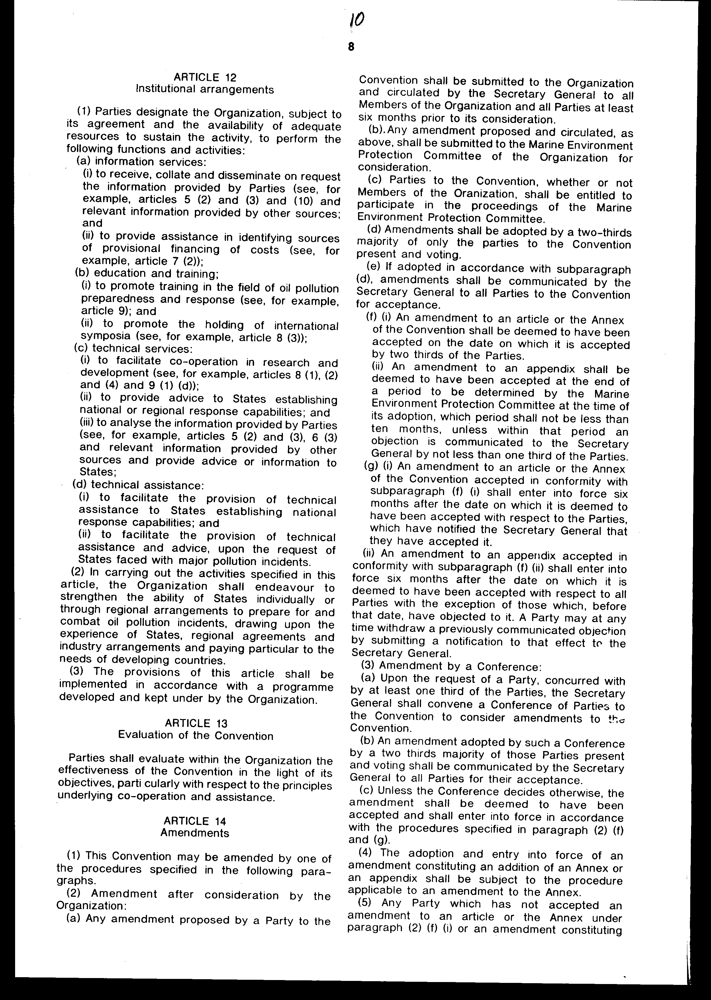 10
8
ARTICLE 12
Institutional arrangements
(1) Parties designate the Organization, subject to
its agreement and the availability of adequate
resources to sustain the activity, to perform the
following functions and activities:
(a) information services:
(i) to receive, collate and disseminate on request
the information provided by Parties (see, for
example, articles 5 (2) and (3) and (10) and
relevant information provided by other sources;
and
(ii) to provide assistance in identifying sources
of provisional financing of costs (see, for
example, article 7 (2));
(b) education and training;
(i) to promote training in the field of oil pollution
preparedness and response (see, for example,
article 9); and
(ii) to promote the holding of international
symposia (see, for example, article 8 (3));
(c) technical services:
(i) to facilitate co-operation in research and
development (see, for example, articles 8 (1), (2)
and (4) and 9 (1) (d));
(ii) to provide advice to States establishing
national or regional response capabilities; and
(iii) to analyse the information provided by Parties
(see, for example, articles 5 (2) and (3), 6 (3)
and relevant information provided by other
sources and provide advice or information to
States;
(d) technical assistance:
(i) to facilitate the provision of technical
assistance to States establishing national
response capabilities; and
(ii) to facilitate the provision of technical
assistance and advice, upon the request of
States faced with major pollution incidents.
(2) In carrying out the activities specified in this
article, the Organization shall endeavour to
strengthen the ability of States individually or
through regional arrangements to prepare for and
combat oil pollution incidents, drawing upon the
experience of States, regional agreements and
industry arrangements and paying particular to the
needs of developing countries.
(3) The provisions of this article shall be
implemented in accordance with a programme
developed and kept under by the Organization.
ARTICLE 13
Evaluation of the Convention
Parties shall evaluate within the Organization the
effectiveness of the Convention in the light of its
objectives, parti cularly with respect to the principles
underlying co-operation and assistance.
ARTICLE 14
Amendments
(1) This Convention may be amended by one of
the procedures specified in the following para-
graphs.
(2) Amendment after consideration by the
Organization:
(a) Any amendment proposed by a Party to the
Convention shall be submitted to the Organization
and circulated by the Secretary General to all
Members of the Organization and all Parties at least
six months prior to its consideration.
(b). Any amendment proposed and circulated, as
above, shall be submitted to the Marine Environment
Protection Committee of the Organization for
consideration.
(c) Parties to the Convention, whether or not
Members of the Oranization, shall be entitled to
participate in the proceedings of the Marine
Environment Protection Committee.
(d) Amendments shall be adopted by a two-thirds
majority of only the parties to the Convention
present and voting.
(e) If adopted in accordance with subparagraph
(d), amendments shall be communicated by the
Secretary General to all Parties to the Convention
for acceptance.
(f) (i) An amendment to an article or the Annex
of the Convention shall be deemed to have been
accepted on the date on which it is accepted
by two thirds of the Parties.
(ii) An amendment to an appendix shall be
deemed to have been accepted at the end of
a period to be determined by the Marine
Environment Protection Committee at the time of
its adoption, which period shall not be less than
ten months, unless within that period an
objection is communicated to the Secretary
General by not less than one third of the Parties.
(g) (i) An amendment to an article or the Annex
of the Convention accepted in conformity with
subparagraph (f) (i) shall enter into force six
months after the date on which it is deemed to
have been accepted with respect to the Parties,
which have notified the Secretary General that
they have accepted it.
(ii) An amendment to an appendix accepted in
conformity with subparagraph (f) (ii) shall enter into
force six months after the date on which it is
deemed to have been accepted with respect to all
Parties with the exception of those which, before
that date, have objected to it. A Party may at any
time withdraw a previously communicated objection
by submitting a notification to that effect to the
Secretary General.
(3) Amendment by a Conference:
(a) Upon the request of a Party, concurred with
by at least one third of the Parties, the Secretary
General shall convene a Conference of Parties to
the Convention to consider amendments to the
Convention.
(b) An amendment adopted by such a Conference
by a two thirds majority of those Parties present
and voting shall be communicated by the Secretary
General to all Parties for their acceptance.
(c) Unless the Conference decides otherwise, the
amendment shall be deemed to have been
accepted and shall enter into force in accordance
with the procedures specified in paragraph (2) (f)
and (g).
(4) The adoption and entry into force of an
amendment constituting an addition of an Annex or
an appendix shall be subject to the procedure
applicable to an amendment to the Annex.
(5) Any Party which has not accepted an
amendment to an article or the Annex under
paragraph (2) (f) (i) or an amendment constituting